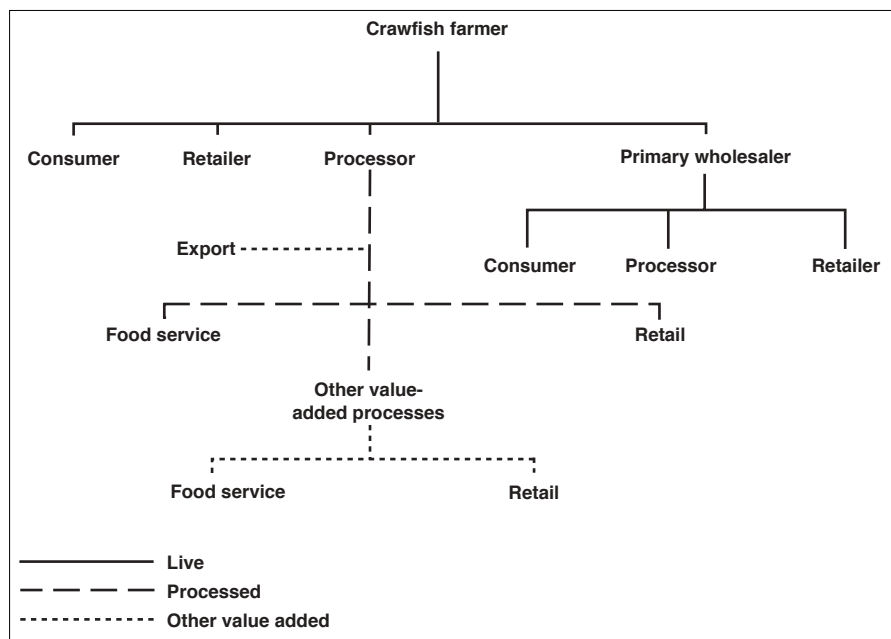 Crawfish farmer
Consumer
Retailer
Processor
Primary wholesaler
Export
Consumer
Processor
Retailer
Food service
Retail
Other value-
added processes
Food service
Retail
Live
Processed
Other value added